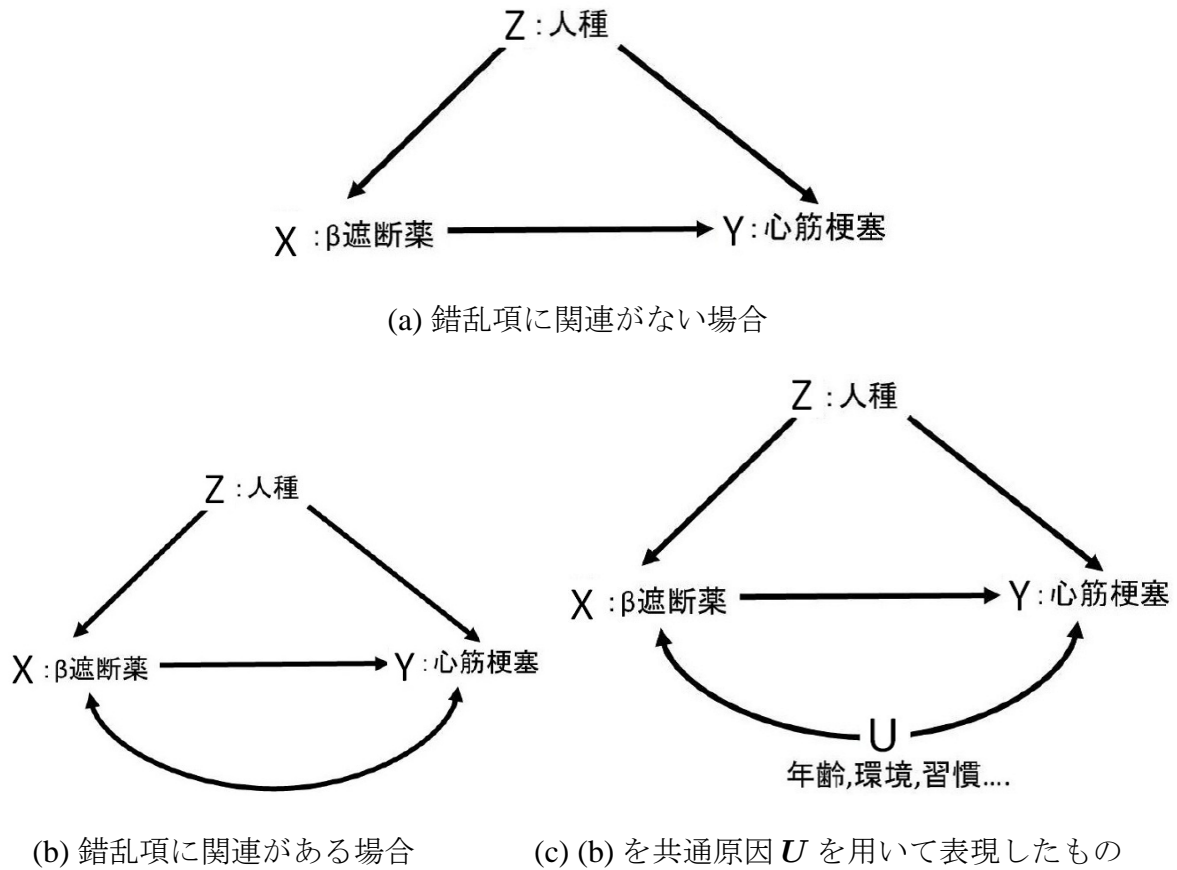 Z：人種
X：β遮断薬
Y：心筋梗塞
(a) 錯乱項に関連がない場合
Z：人種
X：β遮断薬
Y：心筋梗塞
(b) 錯乱項に関連がある場合
Z：人種
X：β遮断薬
Y：心筋梗塞
U
年齢,環境,習慣....
(c) (b) を共通原因 U を用いて表現したもの